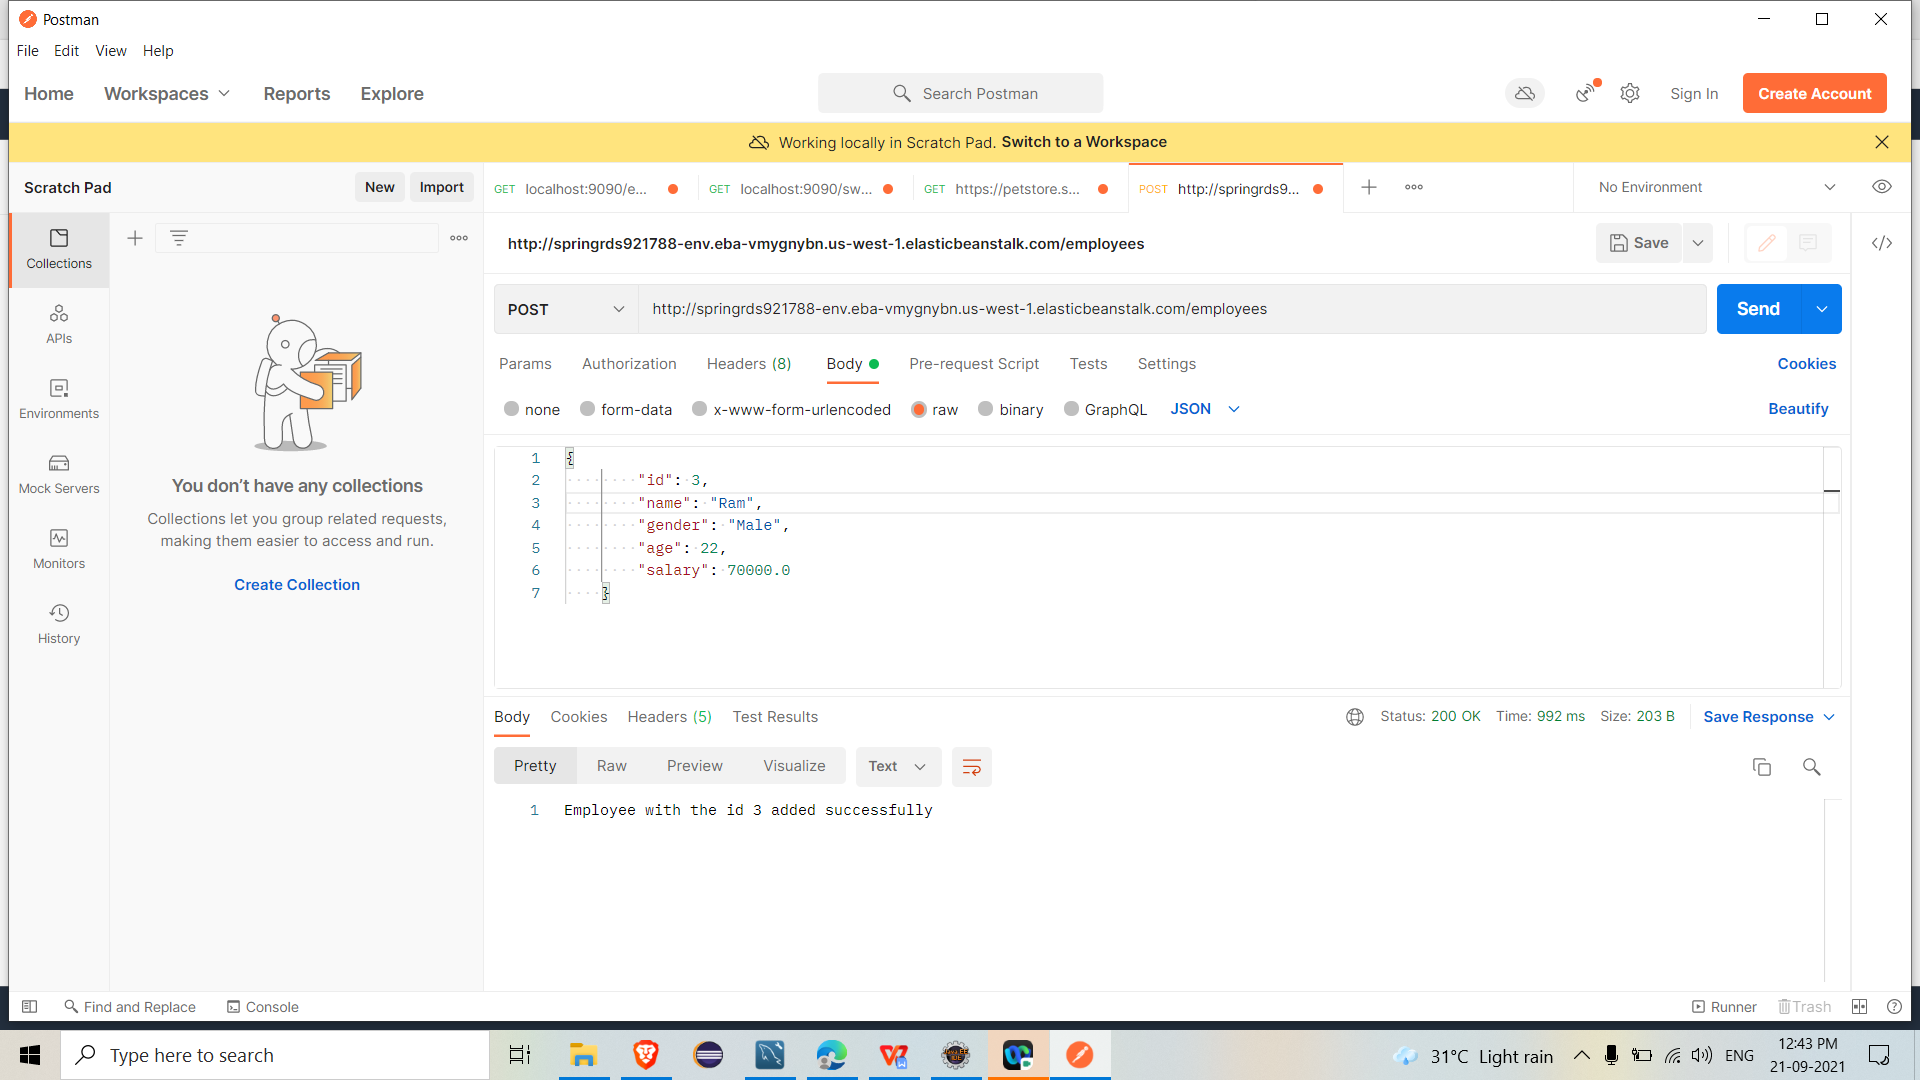 Postman
File Edit View Help
Home Workspaces Reports Explore
Search Postman
Sign In
Create Account
Working locally in Scratch Pad. Switch to a Workspace
Scratch Pad
New
Import
GET localhost:9090/e...
GET localhost:9090/sw...
GET https://petstore.s...
POST http://springrds9...
No Environment
Collections
APIs
Environments
Mock Servers
Monitors
History
You don't have any collections
Collections let you group related requests,
making them easier to access and run.
Create Collection
http://springrds921788-env.eba-vmygnybn.us-west-1.elasticbeanstalk.com/employees
Save
POST
http://springrds921788-env.eba-vmygnybn.us-west-1.elasticbeanstalk.com/employees
Send
Params Authorization Headers (8) Body Pre-request Script Tests Settings
Cookies
none form-data x-www-form-urlencoded raw binary GraphQL JSON
Beautify
1 {
2 "id": 3,
3 "name": "Ram",
4 "gender": "Male",
5 "age": 22,
6 "salary": 70000.0
7 }
Body Cookies Headers (5) Test Results
Status: 200 OK Time: 992 ms Size: 203 B
Save Response
Pretty Raw Preview Visualize Text
1 Employee with the id 3 added successfully
Find and Replace
Console
Runner
Trash
Type here to search
31°C Light rain
ENG
12:43 PM
21-09-2021